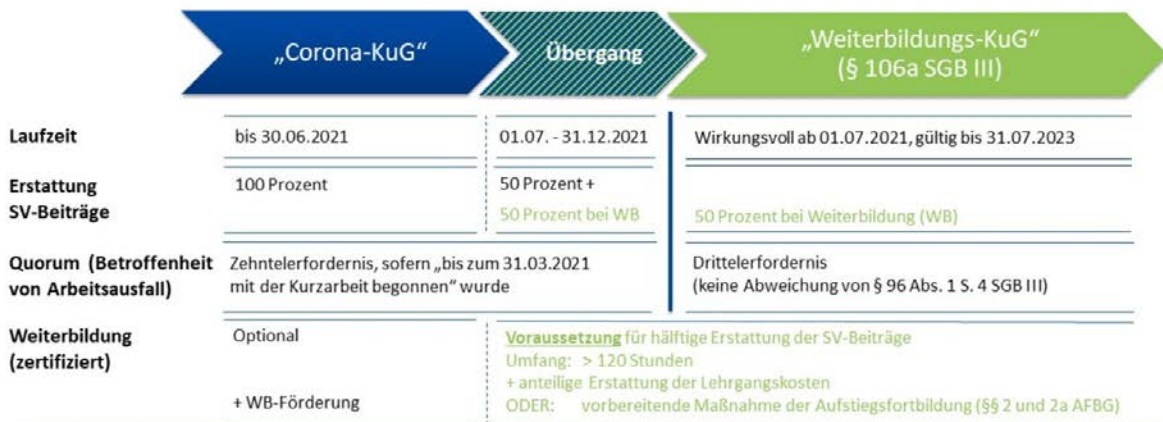 „Corona-KuG“
Übergang
„Weiterbildungs-KuG“
(§ 106a SGB III)
Laufzeit
bis 30.06.2021
01.07. - 31.12.2021
Wirkungsvoll ab 01.07.2021, gültig bis 31.07.2023
Erstattung
SV-Beiträge
100 Prozent
50 Prozent +
50 Prozent bei WB
50 Prozent bei Weiterbildung (WB)
Quorum (Betroffenheit
von Arbeitsausfall)
Zehntelerfordernis, sofern „bis zum 31.03.2021
mit der Kurzarbeit begonnen“ wurde
Drittelerfordernis
(keine Abweichung von § 96 Abs. 1 S. 4 SGB III)
Weiterbildung
(zertifiziert)
Optional
+ WB-Förderung
Voraussetzung für hälftige Erstattung der SV-Beiträge
Umfang: > 120 Stunden
+ anteilige Erstattung der Lehrgangskosten
ODER: vorbereitende Maßnahme der Aufstiegsfortbildung (§§ 2 und 2a AFBG)